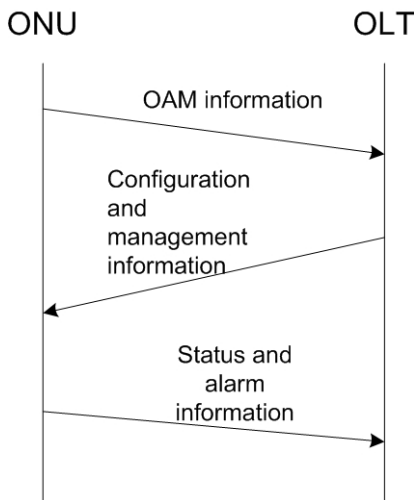 ONU OLT
OAM information
Configuration
and
management
information
Status and
alarm
information